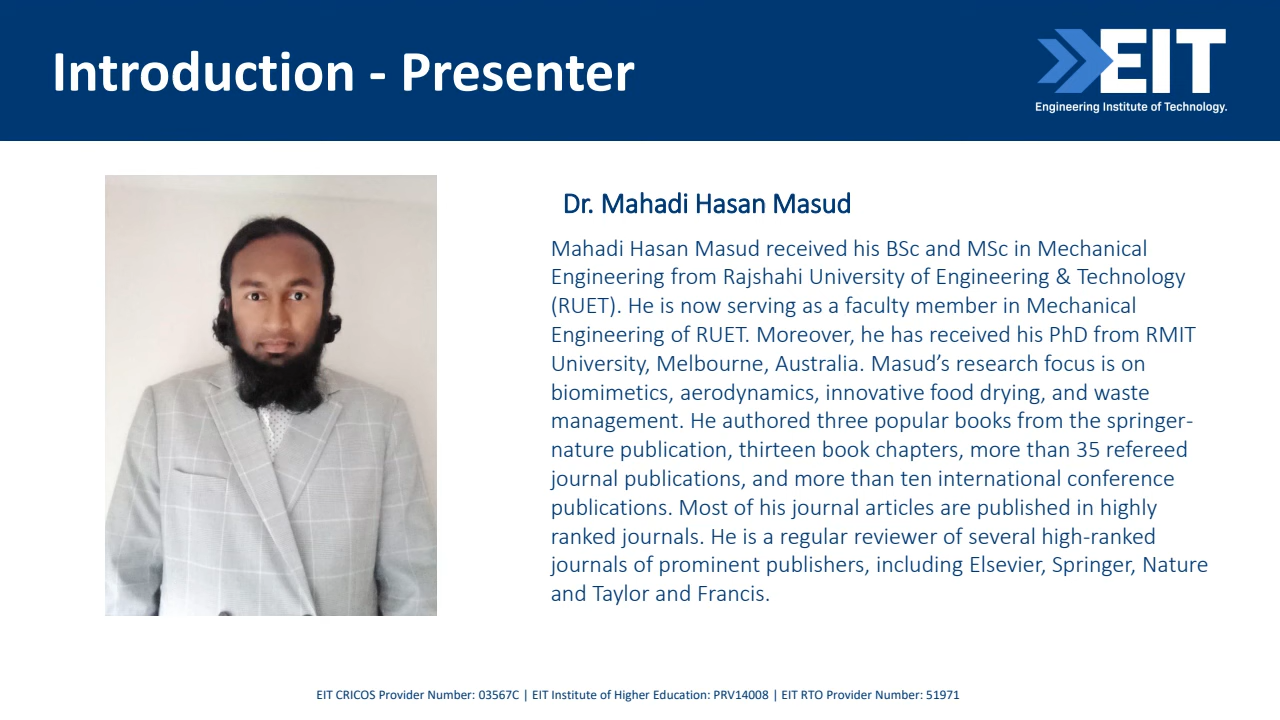 Introduction - Presenter
EIT
Engineering Institute of Technology.
Dr. Mahadi Hasan Masud
Mahadi Hasan Masud received his BSc and MSc in Mechanical
Engineering from Rajshahi University of Engineering & Technology
(RUET). He is now serving as a faculty member in Mechanical
Engineering of RUET. Moreover, he has received his PhD from RMIT
University, Melbourne, Australia. Masud’s research focus is on
biomimetics, aerodynamics, innovative food drying, and waste
management. He authored three popular books from the springer-
nature publication, thirteen book chapters, more than 35 refereed
journal publications, and more than ten international conference
publications. Most of his journal articles are published in highly
ranked journals. He is a regular reviewer of several high-ranked
journals of prominent publishers, including Elsevier, Springer, Nature
and Taylor and Francis.
EIT CRICOS Provider Number: 03567C | EIT Institute of Higher Education: PRV14008 | EIT RTO Provider Number: 51971